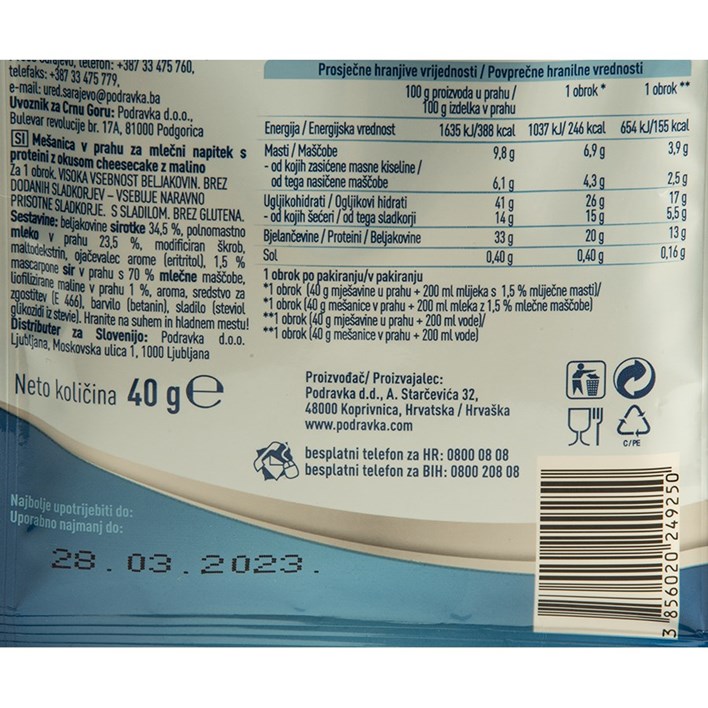 71000 Sarajevo, telefon: +387 33 475 760,
telefaks: +387 33 475 779,
e-mail: ured.sarajevo@podravka.ba
Uvoznik za Crnu Goru: Podravka d.o.o.,
Bulevar revolucije br. 17A, 81000 Podgorica
SI Mešanica v prahu za mlečni napitek s
proteini z okusom cheesecake z malino
Za 1 obrok. VISOKA VSEBNOST BELJAKOVIN. BREZ
DODANIH SLADKORJEV – VSEBUJE NARAVNO
PRISOTNE SLADKORJE. S SLADILOM. BREZ GLUTENA.
Sestavine: beljakovine sirotke 34,5 %, polnomastno
mleko v prahu 23,5 %, modificiran škrob,
maltodekstrin, ojačevalec arome (eritritol), 1,5 %
mascarpone sir v prahu s 70 % mlečne maščobe,
liofilizirane maline v prahu 1 %, aroma, sredstvo za
zgostitev (E 466), barvilo (betanin), sladilo (steviol
glikozidi iz stevie). Hranite na suhem in hladnem mestu!
Distributer za Slovenijo: Podravka d.o.o.
Ljubljana, Moskovska ulica 1, 1000 Ljubljana
Neto količina 40 g e
Prosječne hranjive vrijednosti / Povprečne hranilne vrednosti
100 g proizvoda u prahu / 1 obrok * 1 obrok **
100 g izdelka v prahu
Energija / Energijska vrednost 1635 kJ/388 kcal 1037 kJ/ 246 kcal 654 kJ/155 kcal
Masti / Maščobe 9,8 g 6,9 g 3,9 g
- od kojih zasićene masne kiseline /
od tega nasičene maščobe 6,1 g 4,3 g 2,5 g
Ugljikohidrati / Ogljikovi hidrati 41 g 26 g 17 g
- od kojih šećeri / od tega sladkorji 14 g 15 g 5,5 g
Bjelančevine / Proteini / Beljakovine 33 g 20 g 13 g
Sol 0,40 g 0,40 g 0,16 g
1 obrok po pakiranju/v pakiranju
*1 obrok (40 g mješavine u prahu + 200 ml mlijeka s 1,5 % mliječne masti)/
*1 obrok (40 g mešanice v prahu + 200 ml mleka z 1,5 % mlečne maščobe)
**1 obrok (40 g mješavine u prahu + 200 ml vode)/
**1 obrok (40 g mešanice v prahu + 200 ml vode)
Proizvođač/ Proizvajalec:
Podravka d.d., A. Starčevića 32,
48000 Koprivnica, Hrvatska / Hrvaška
www.podravka.com
besplatni telefon za HR: 0800 08 08
besplatni telefon za BIH: 0800 208 08
C/PE
Najbolje upotrijebiti do:
Uporabno najmanj do:
28.03.2023.
3 856020 249250